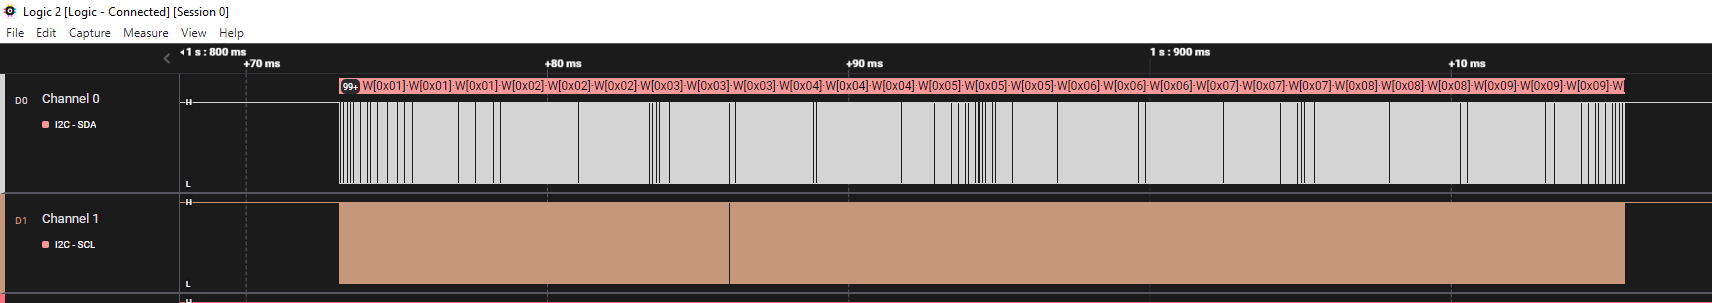 Logic 2 [Logic - Connected] [Session 0]
File Edit Capture Measure View Help
1 s : 800 ms 1 s : 900 ms
+70 ms +80 ms +90 ms +10 ms
99+ W[0x01]·W[0x01]·W[0x01]·W[0x02]·W[0x02]·W[0x02]·W[0x03]·W[0x03]·W[0x03]·W[0x04]·W[0x04]·W[0x04]·W[0x05]·W[0x05]·W[0x05]·W[0x06]·W[0x06]·W[0x06]·W[0x07]·W[0x07]·W[0x07]·W[0x08]·W[0x08]·W[0x08]·W[0x09]·W[0x09]·W[0x09]·W
D0 Channel 0 H
I2C - SDA
L
H
D1 Channel 1
I2C - SCL
L
H